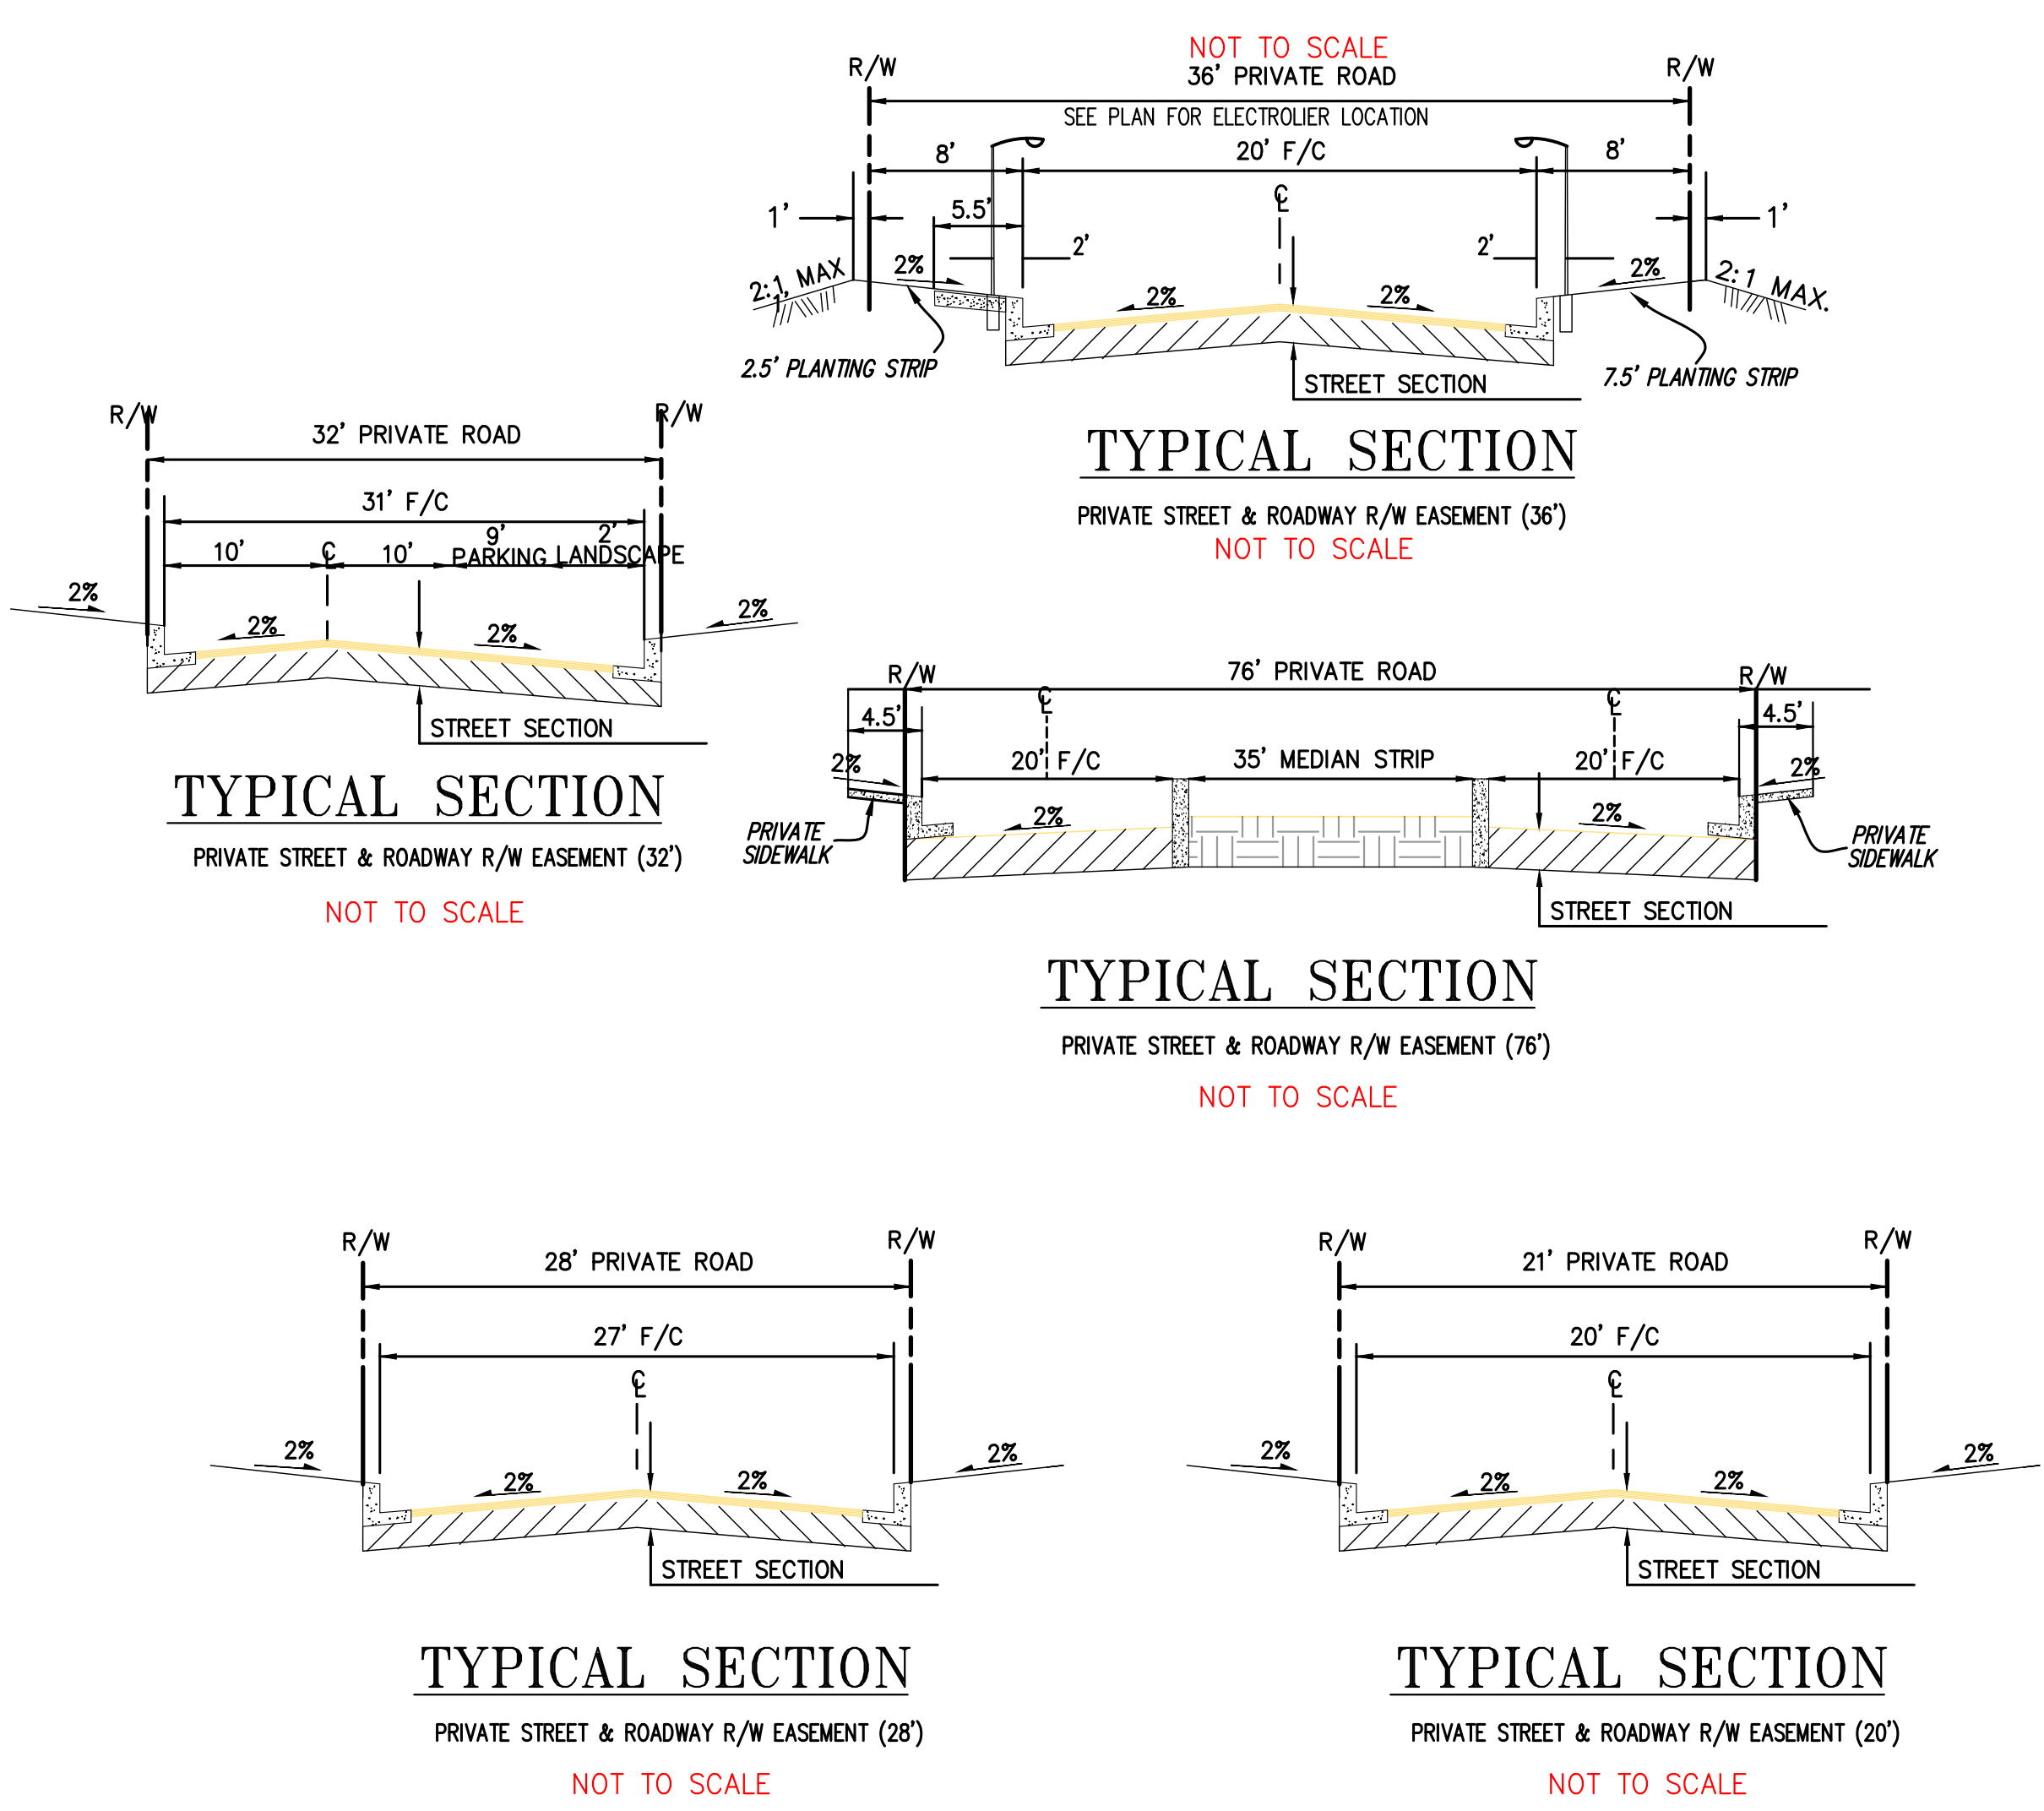 NOT TO SCALE
R/W
36' PRIVATE ROAD
R/W
SEE PLAN FOR ELECTROLIER LOCATION
8'
20' F/C
8'
1'
5.5'
℄
1'
2'
2'
2:1, MAX
2%
2%
2%
2%
2:1 MAX.
2.5' PLANTING STRIP
7.5' PLANTING STRIP
STREET SECTION
TYPICAL SECTION
PRIVATE STREET & ROADWAY R/W EASEMENT (36')
NOT TO SCALE
R/W
R/W
32' PRIVATE ROAD
31' F/C
10'
℄
10'
9'
PARKING
2'
LANDSCAPE
2%
2%
2%
2%
STREET SECTION
TYPICAL SECTION
PRIVATE STREET & ROADWAY R/W EASEMENT (32')
NOT TO SCALE
R/W
76' PRIVATE ROAD
R/W
℄
℄
4.5'
4.5'
20' F/C
35' MEDIAN STRIP
20' F/C
2%
2%
2%
2%
PRIVATE
SIDEWALK
PRIVATE
SIDEWALK
STREET SECTION
TYPICAL SECTION
PRIVATE STREET & ROADWAY R/W EASEMENT (76')
NOT TO SCALE
R/W
R/W
28' PRIVATE ROAD
27' F/C
℄
2%
2%
2%
2%
STREET SECTION
TYPICAL SECTION
PRIVATE STREET & ROADWAY R/W EASEMENT (28')
NOT TO SCALE
R/W
R/W
21' PRIVATE ROAD
20' F/C
℄
2%
2%
2%
2%
STREET SECTION
TYPICAL SECTION
PRIVATE STREET & ROADWAY R/W EASEMENT (20')
NOT TO SCALE